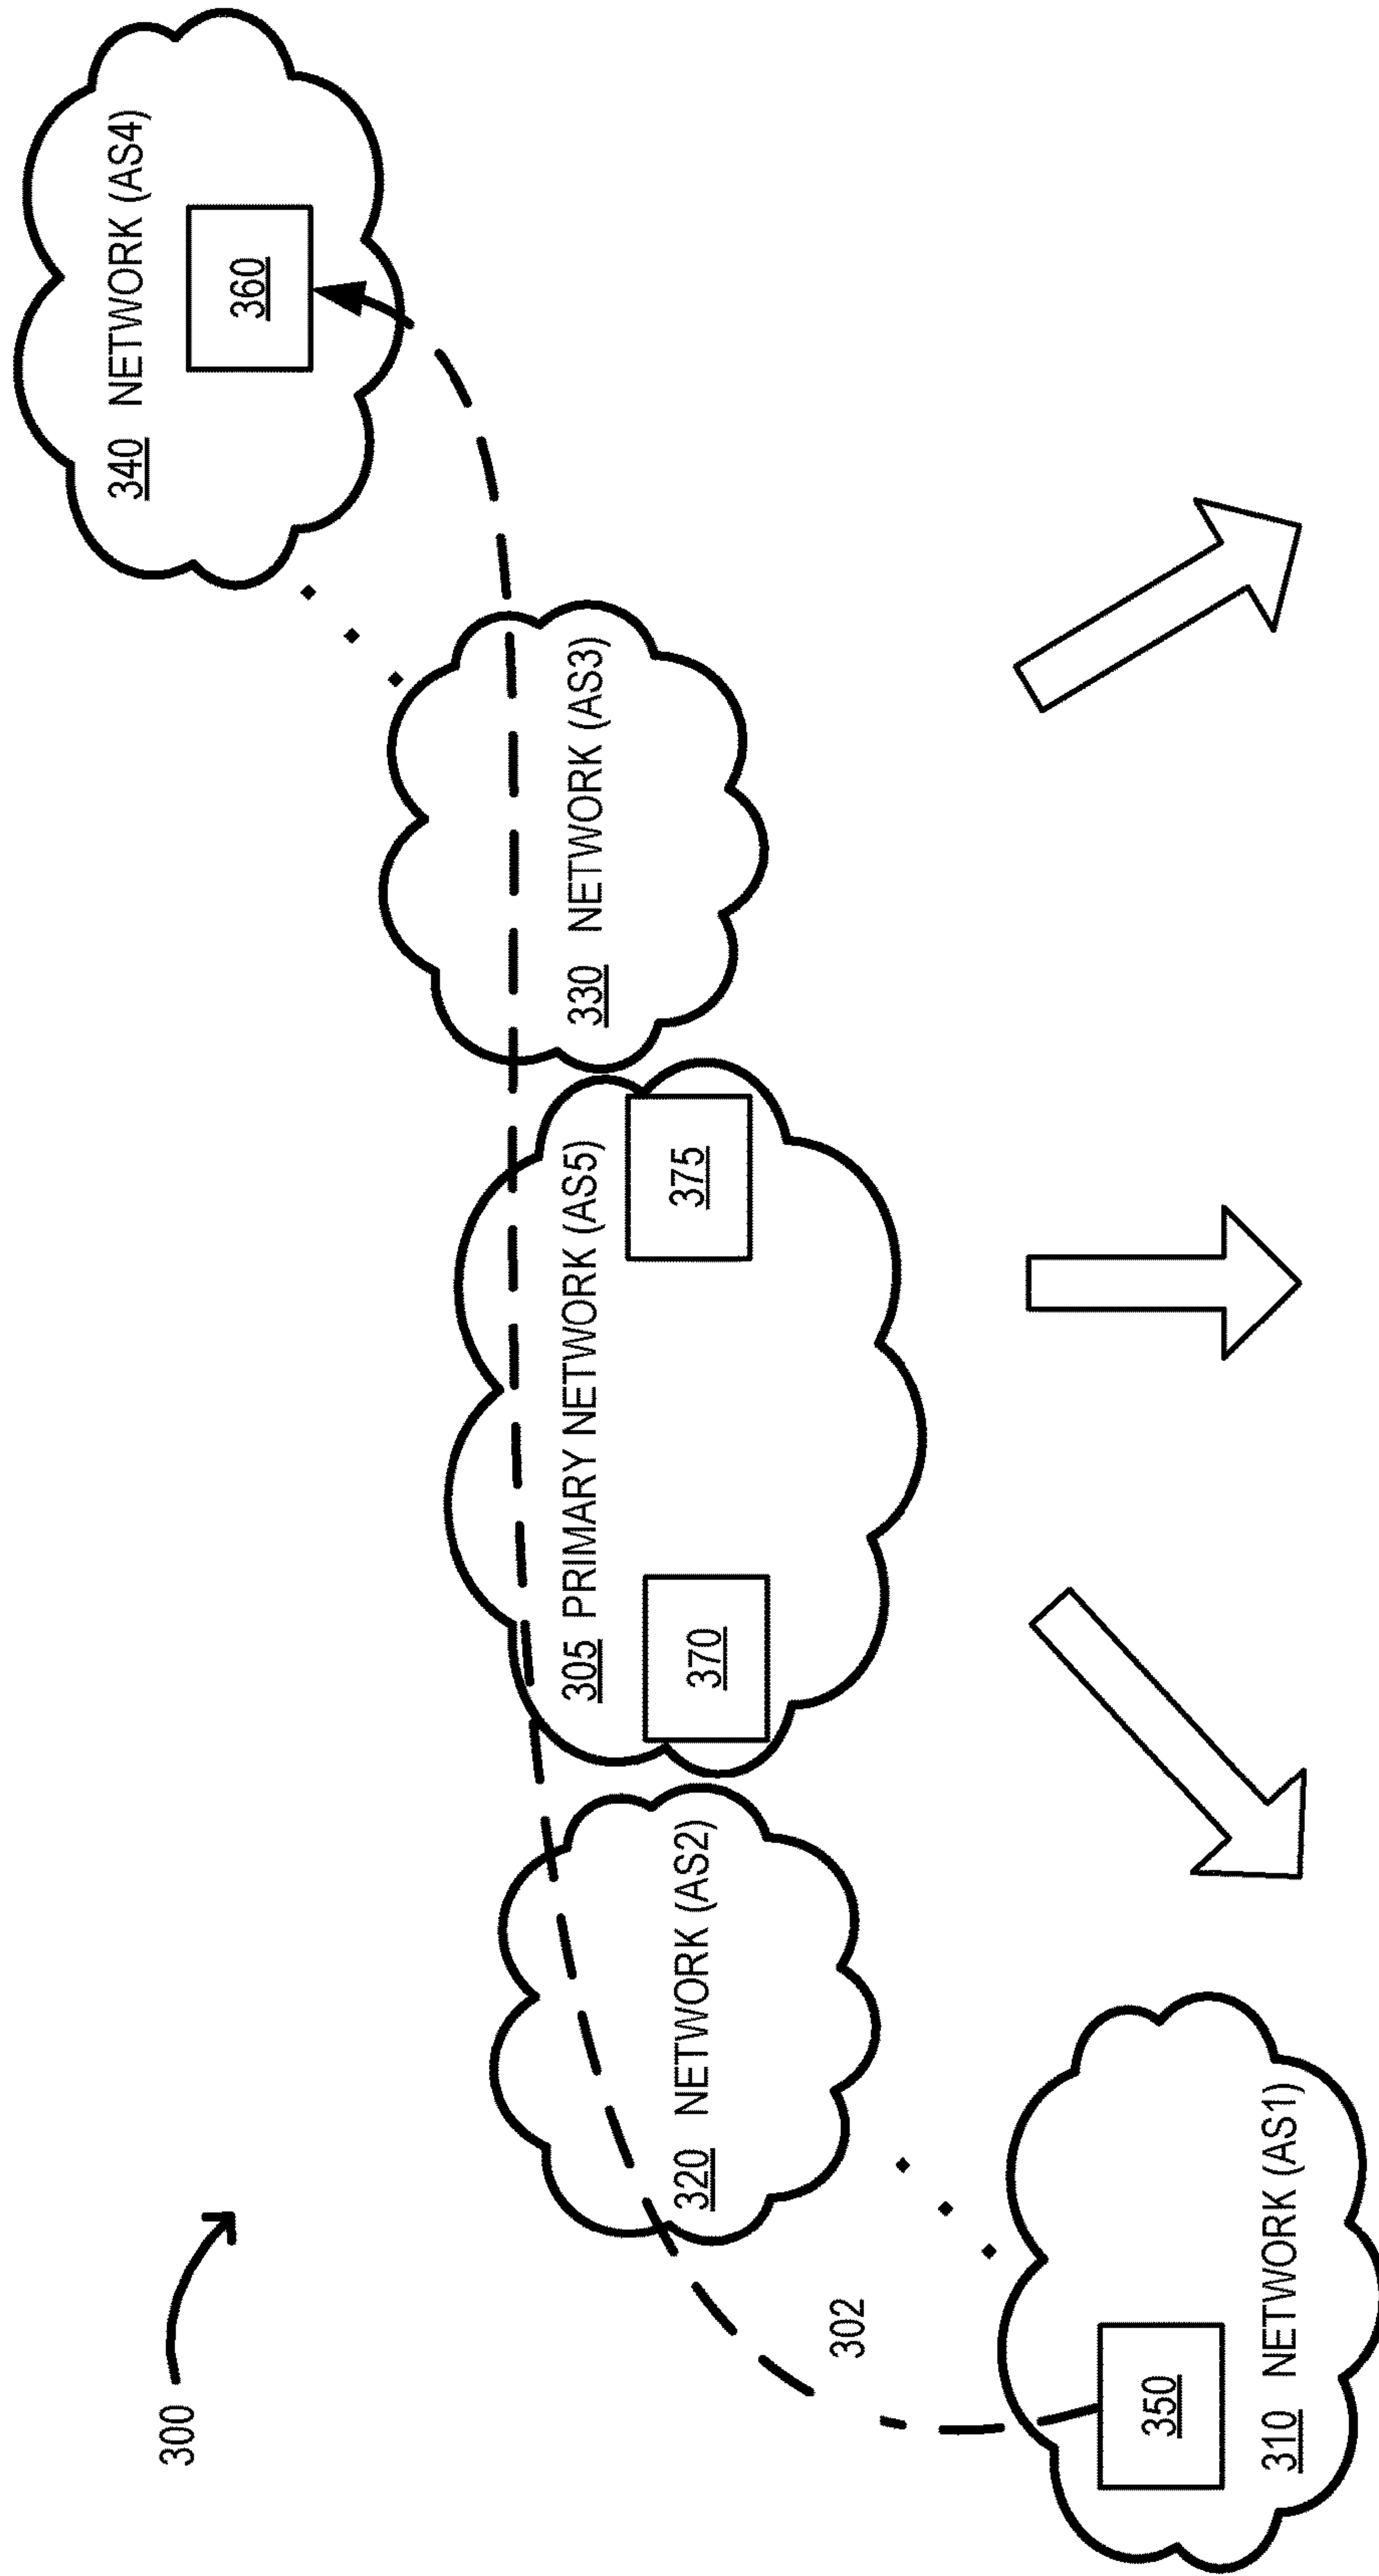 300
302
310 NETWORK (AS1)
350
320 NETWORK (AS2)
305 PRIMARY NETWORK (AS5)
370
375
330 NETWORK (AS3)
340 NETWORK (AS4)
360